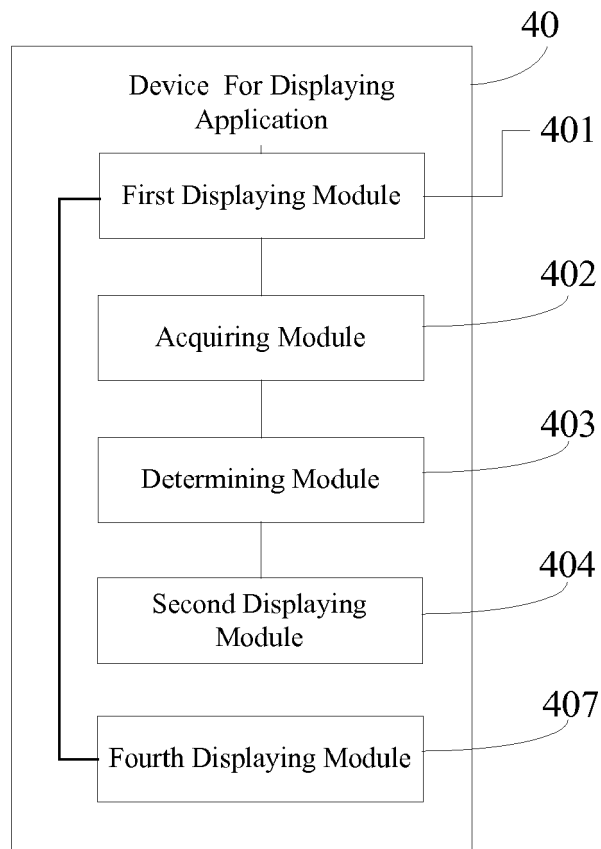 40
Device For Displaying
Application
401
First Displaying Module
402
Acquiring Module
403
Determining Module
404
Second Displaying
Module
407
Fourth Displaying Module